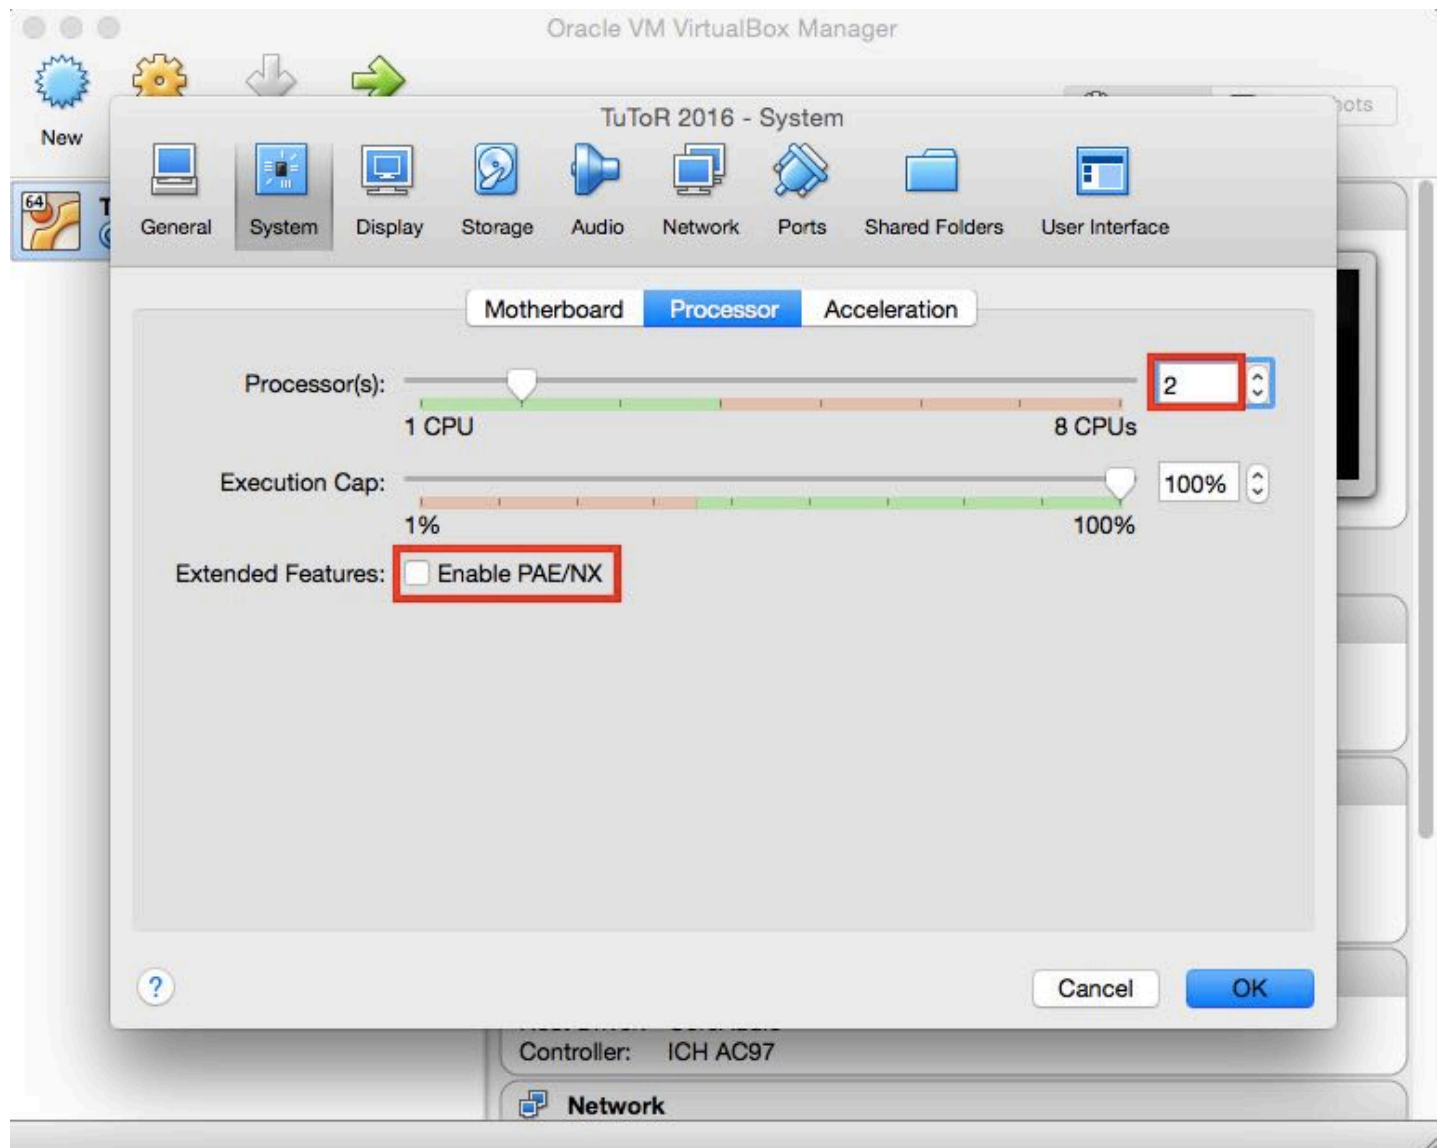 Oracle VM VirtualBox Manager
New
TuToR 2016 - System
64
General System Display Storage Audio Network Ports Shared Folders User Interface
Motherboard Processor Acceleration
Processor(s): 2
1 CPU 8 CPUs
Execution Cap: 100%
1% 100%
Extended Features: Enable PAE/NX
? Cancel OK
Controller: ICH AC97
Network